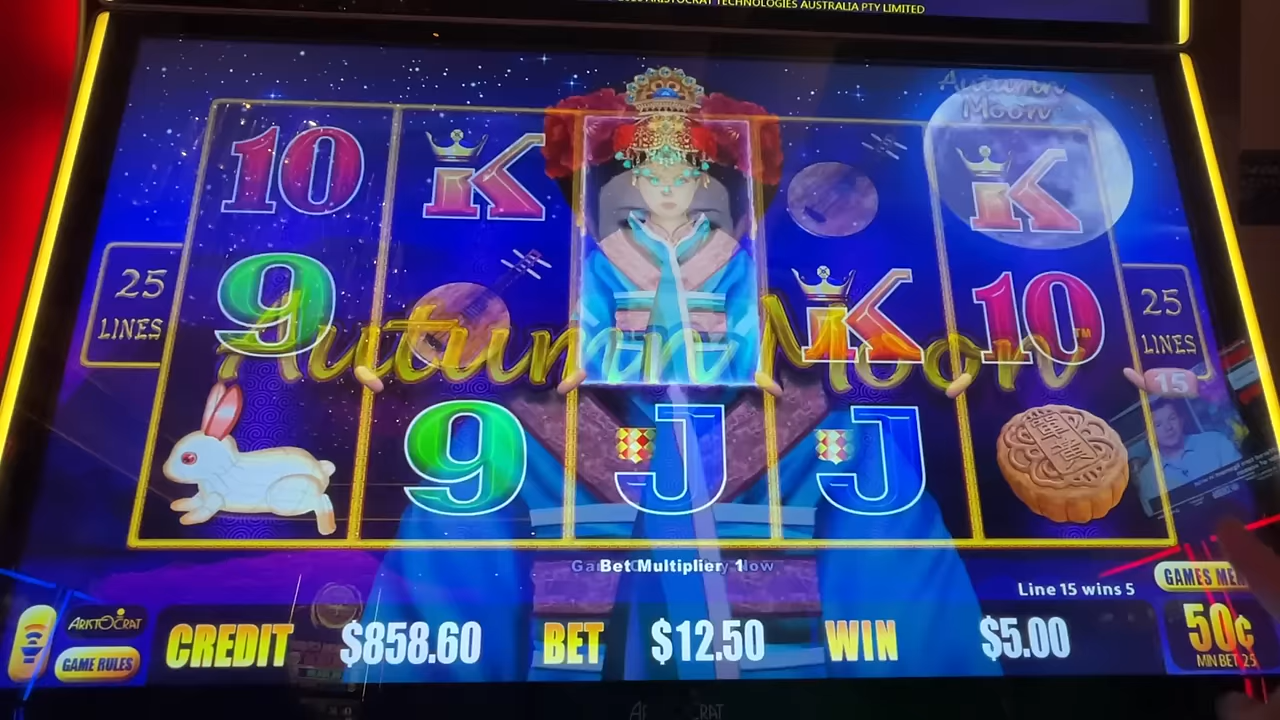 ARISTOCRAT TECHNOLOGIES AUSTRALIA PTY LIMITED
Autumn
Moon
10 K K
25
LINES
9 K 10
25
LINES
Autumn Moon™
15
9 J J
Bet Multiplier 1
Line 15 wins 5
GAMES MEN
ARISTOCRAT
GAME RULES
CREDIT $858.60 BET $12.50 WIN $5.00
50¢
MIN BET 25